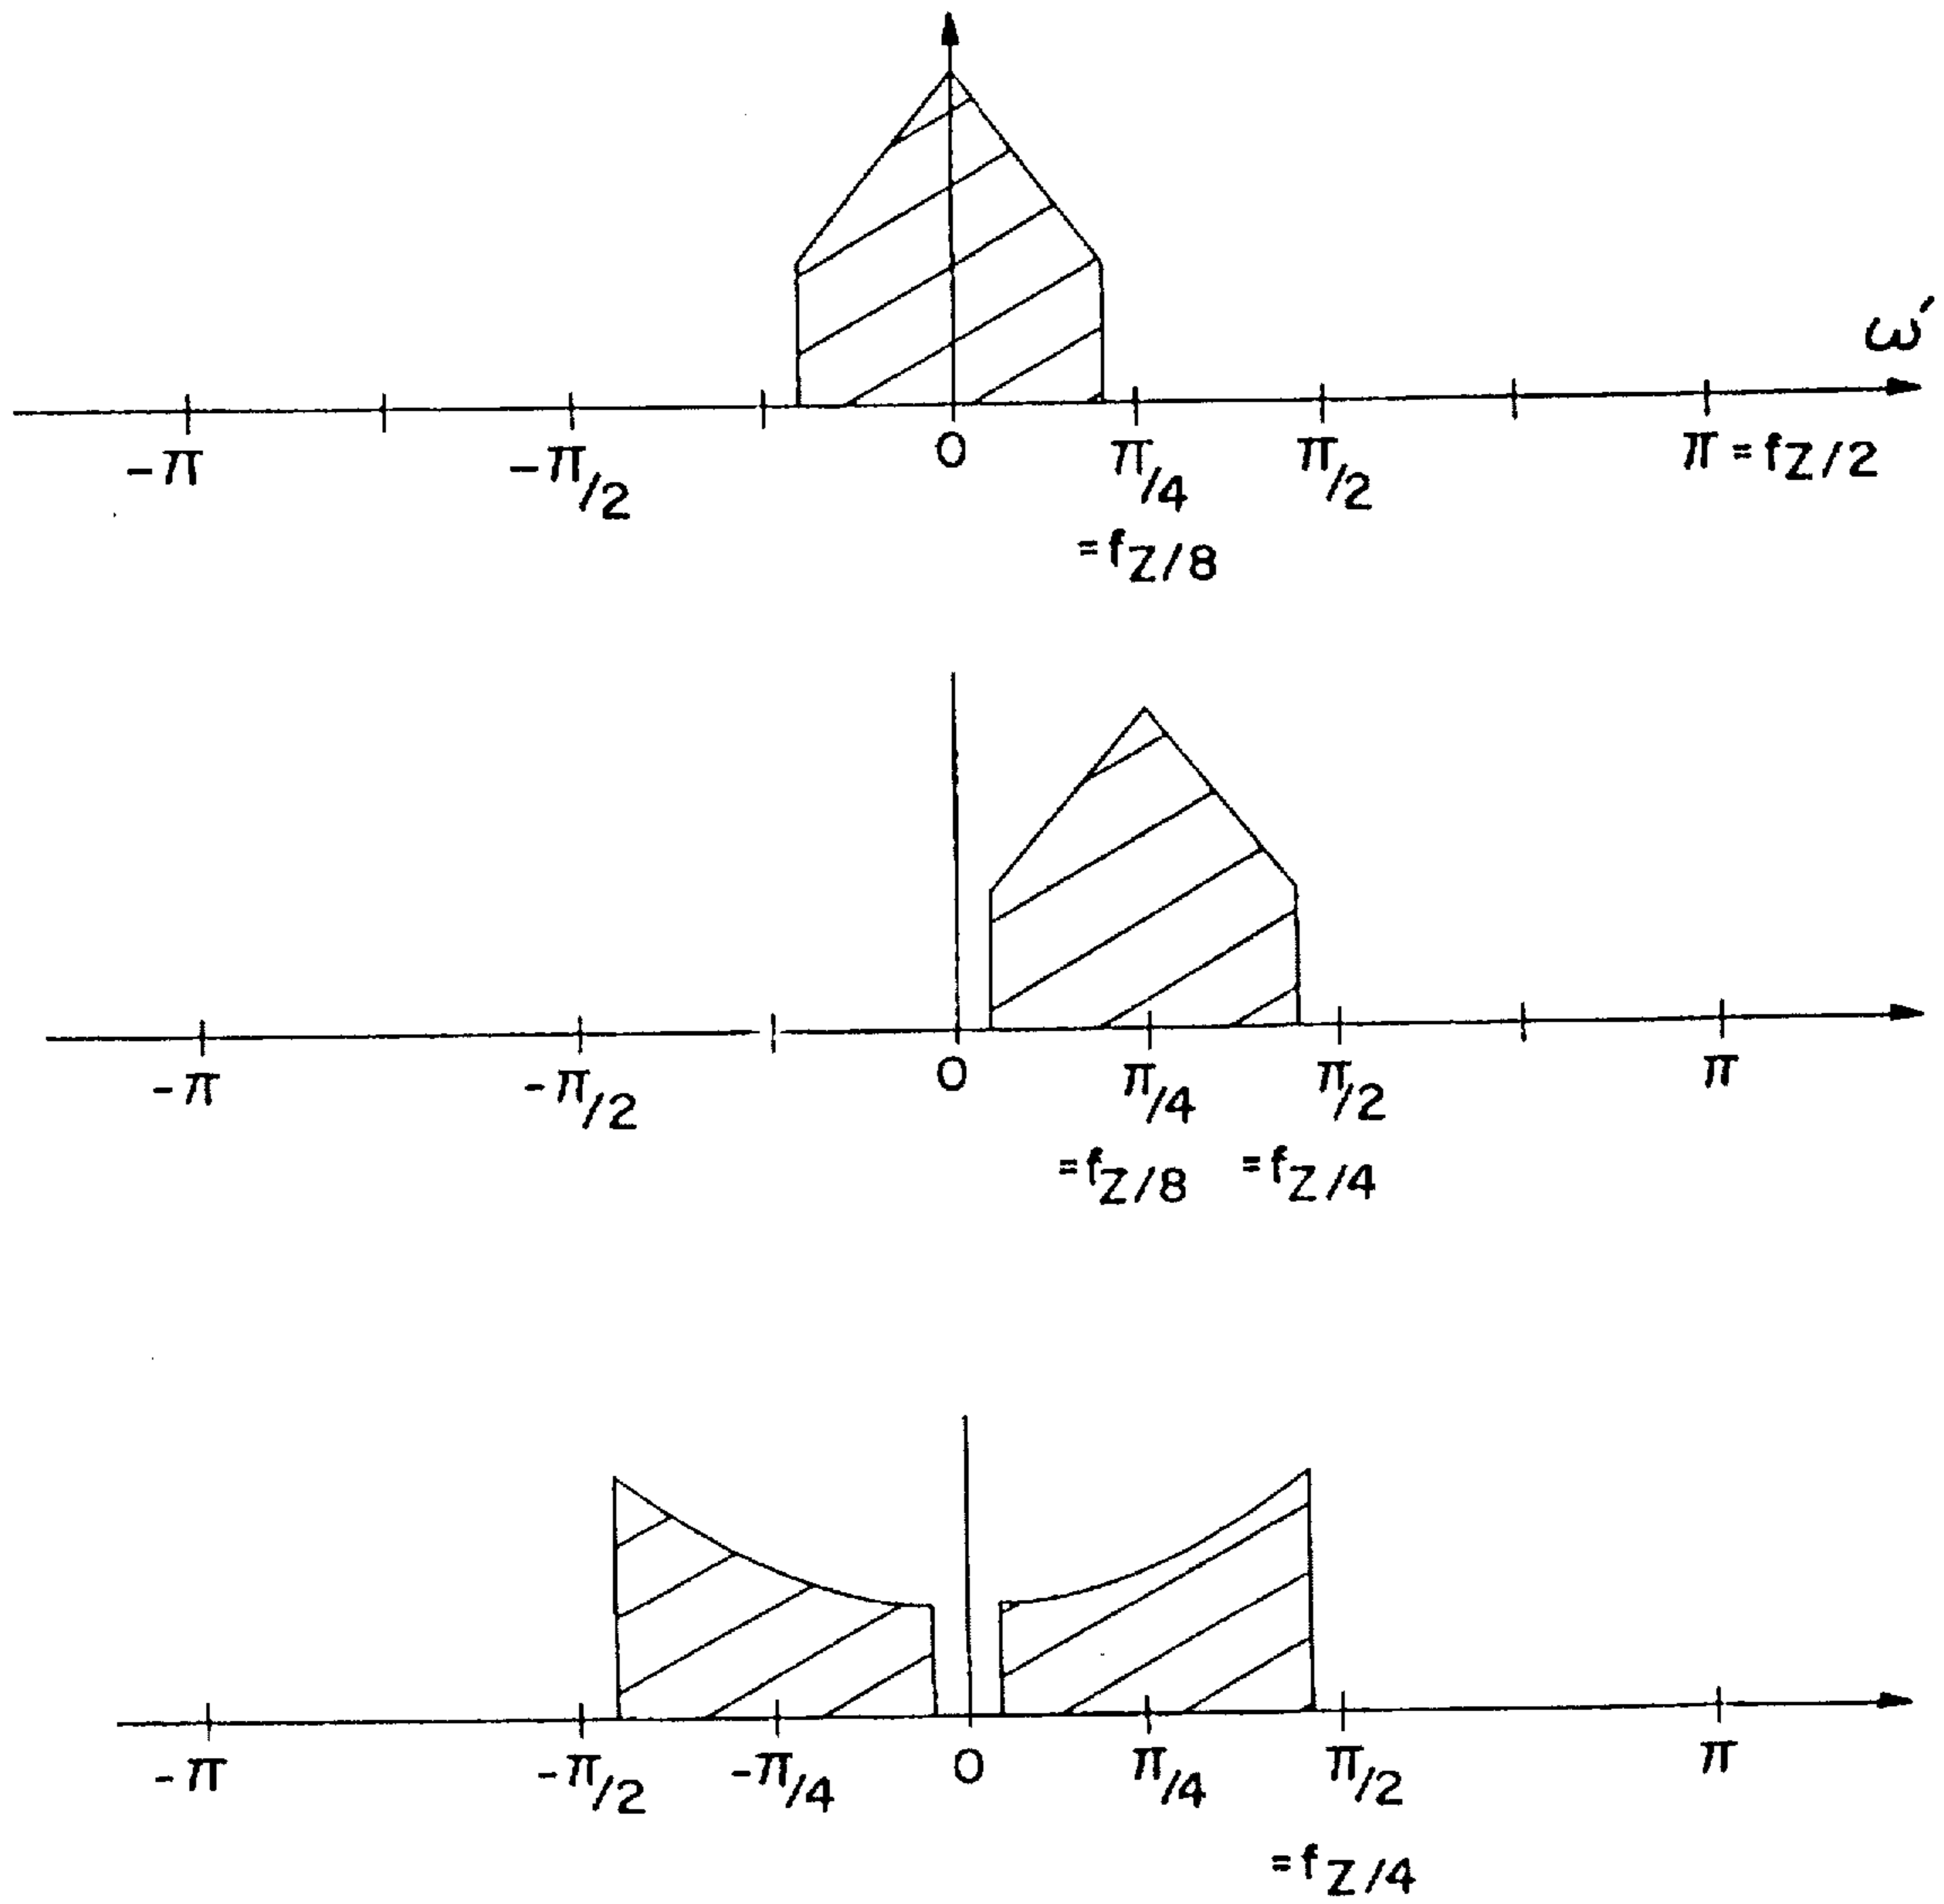 ω′
-π -π/2 0 π/4 π/2 π = fZ/2
= fZ/8
-π -π/2 0 π/4 π/2 π
= fZ/8 = fZ/4
-π -π/2 -π/4 0 π/4 π/2 π
= fZ/4